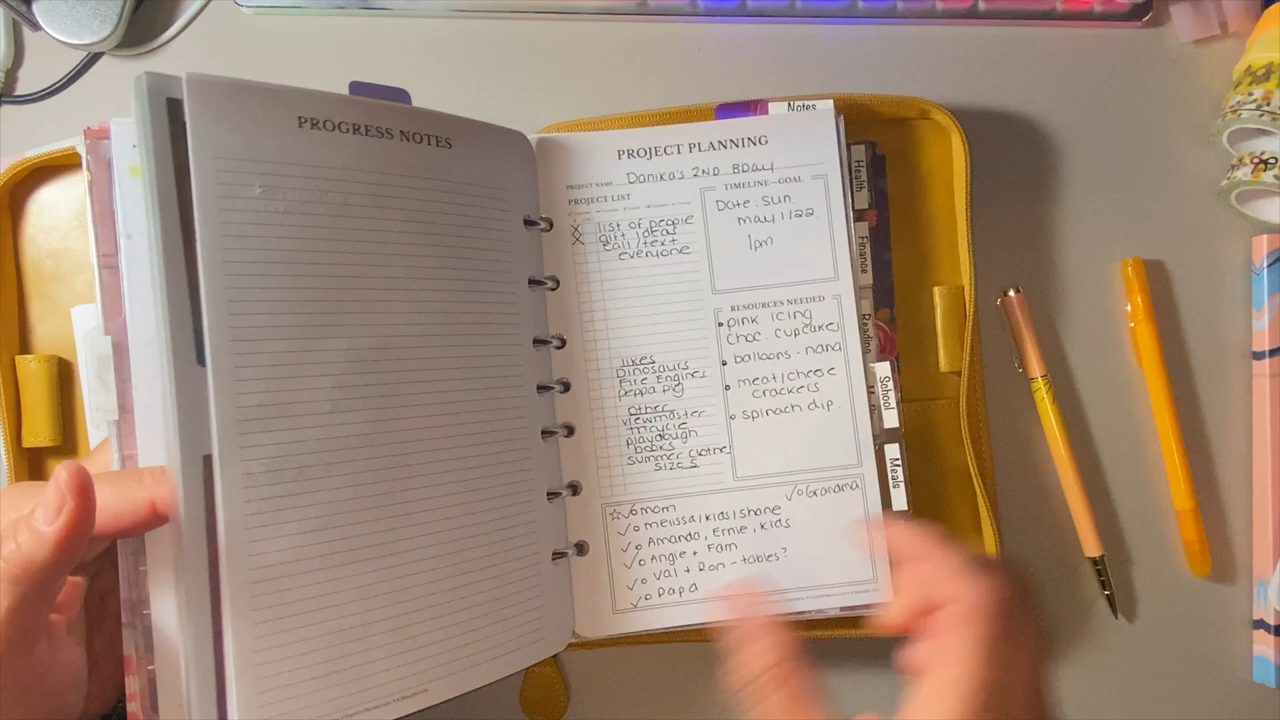 PROGRESS NOTES
Notes
PROJECT PLANNING
PROJECT NAME Danika's 2ND BDay
PROJECT LIST
X list of people
X gift ideas
call/text
everyone
likes
Dinosaurs
Fire Engines
peppa pig
other
viewmaster
tricycle
playdough
books
summer clothes
sizes
TIMELINE—GOAL
Date: Sun.
may 1 122
1pm
RESOURCES NEEDED
pink icing
choc. cupcakes
balloons - nana
meat/cheese
crackers
spinach dip.
☆✓o mom
✓o Grandma
✓o melissa, kids, shane
✓o Amanda, Ernie, kids
✓o Angie + Fam
✓o Val + Ron - tables?
✓o Papa
Health
Finance
Reading
School
Meals